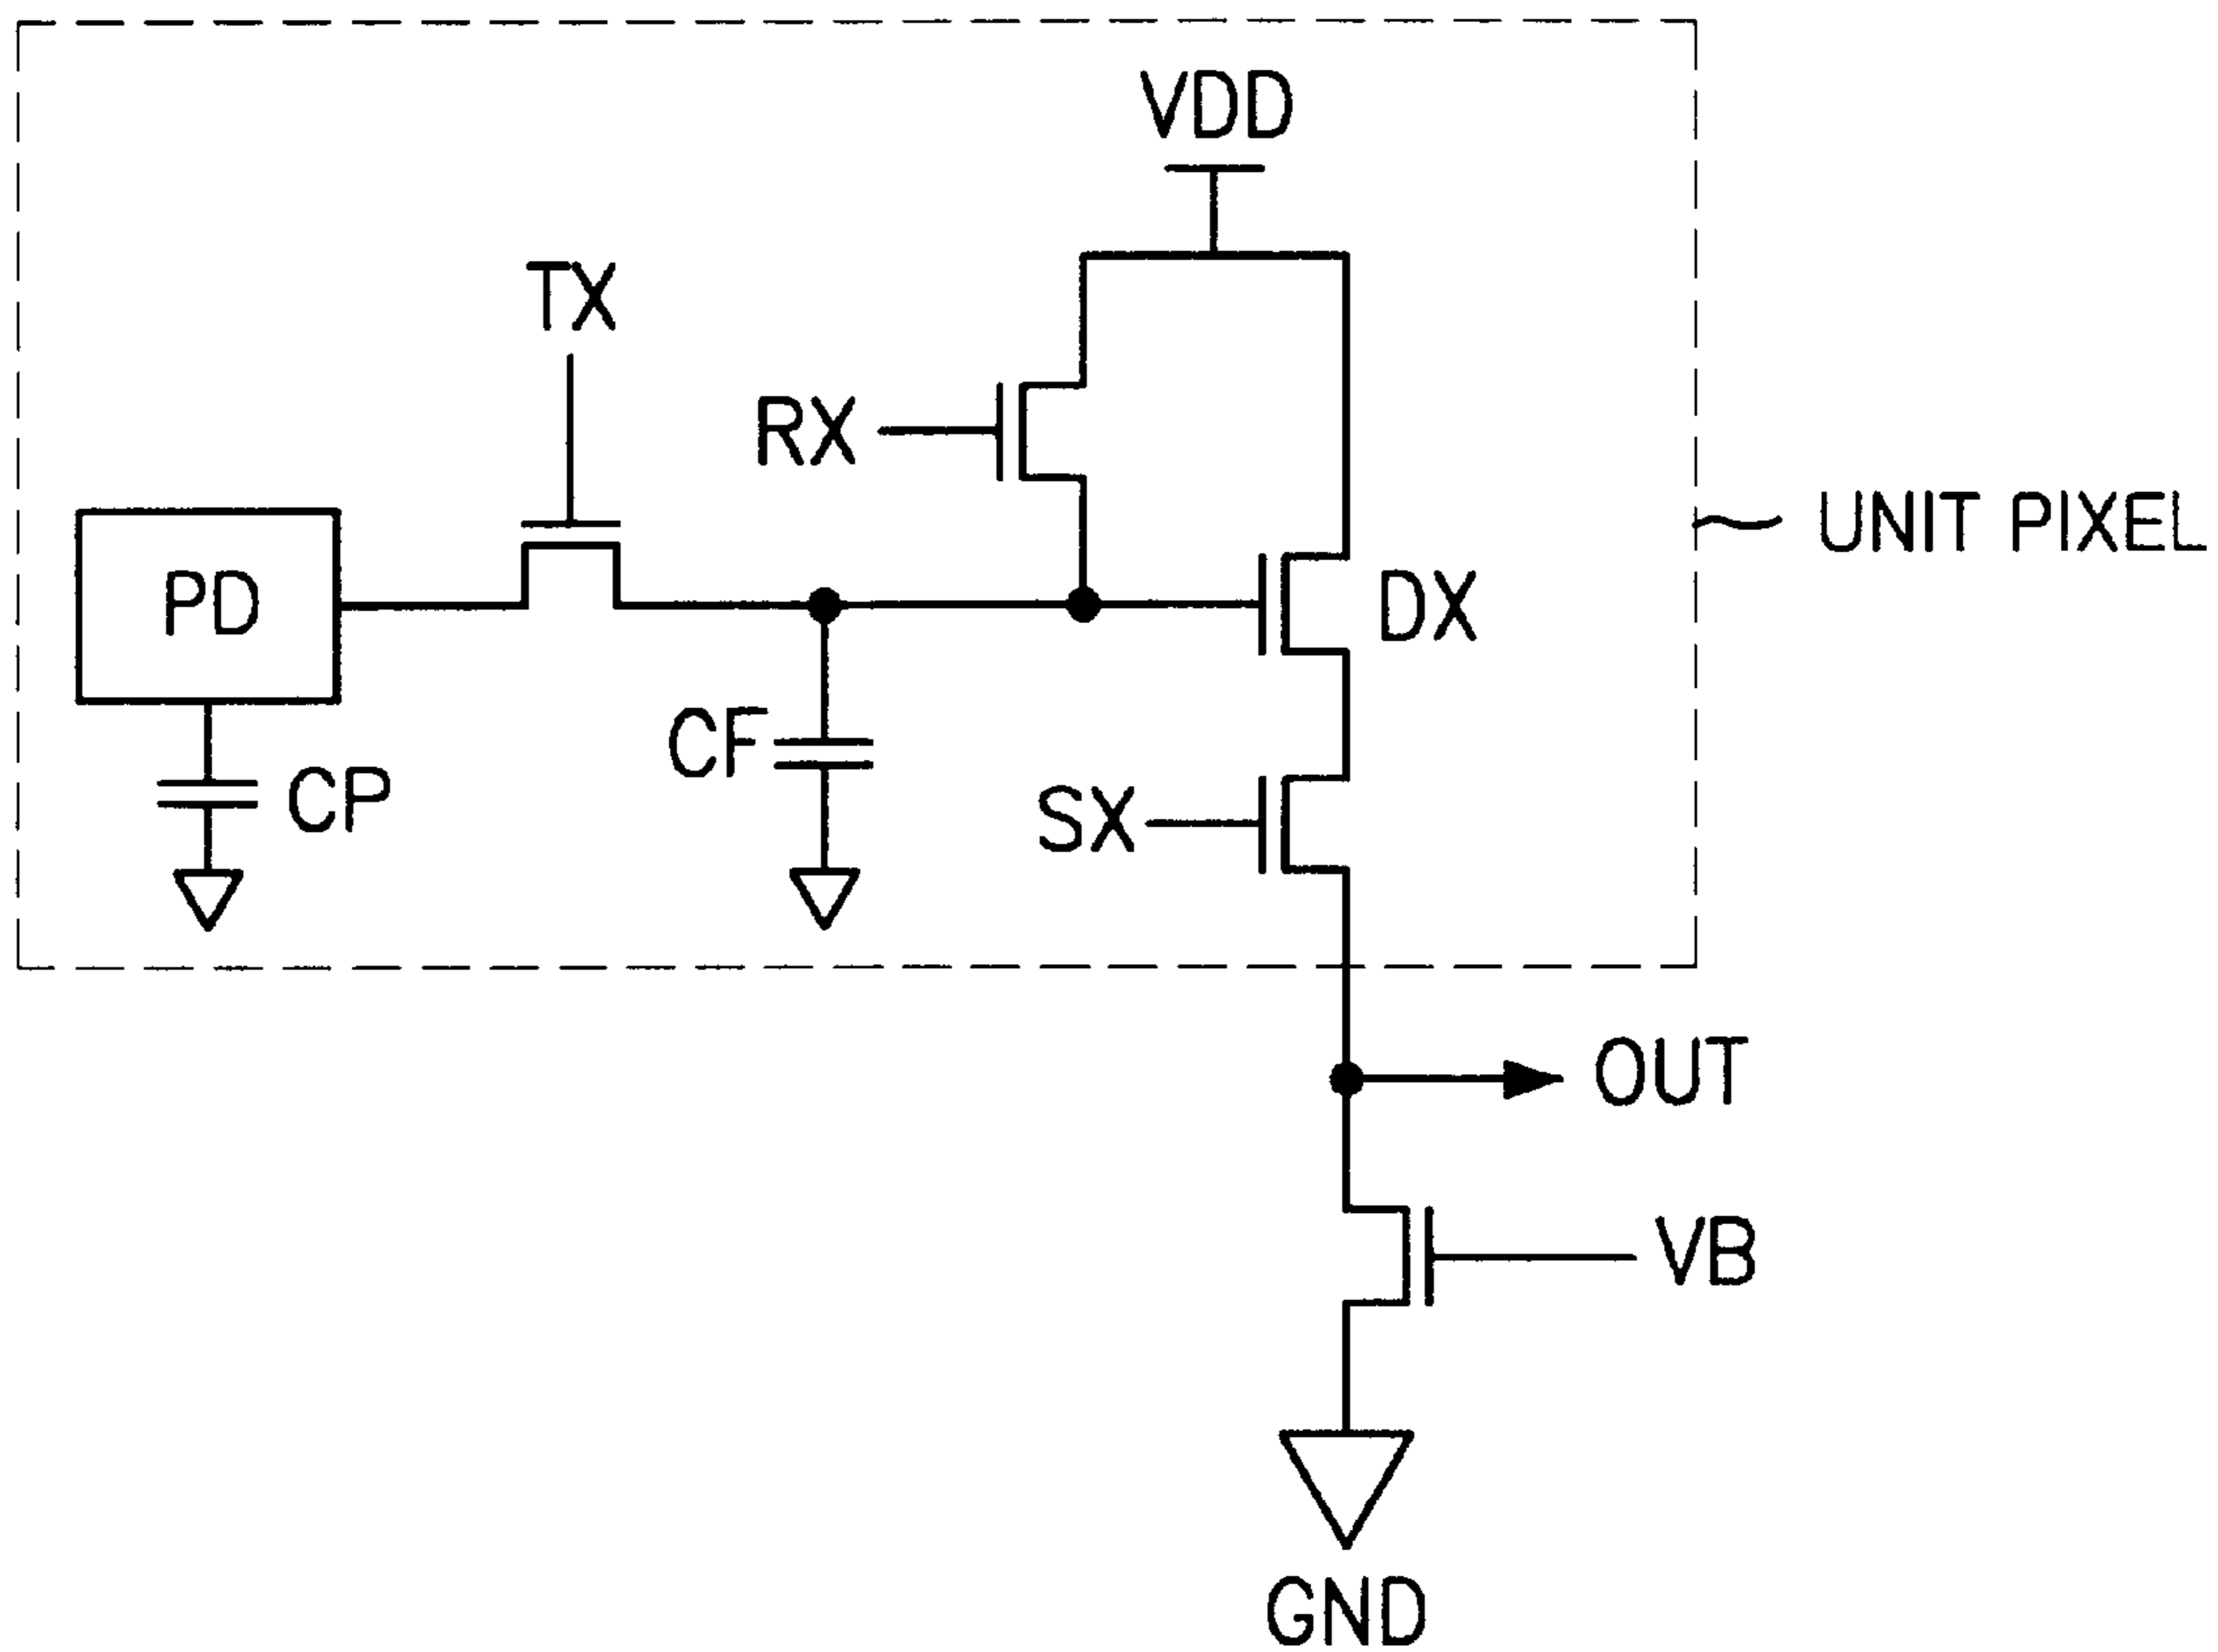 VDD
TX
RX
UNIT PIXEL
PD
DX
CF
CP
SX
OUT
VB
GND